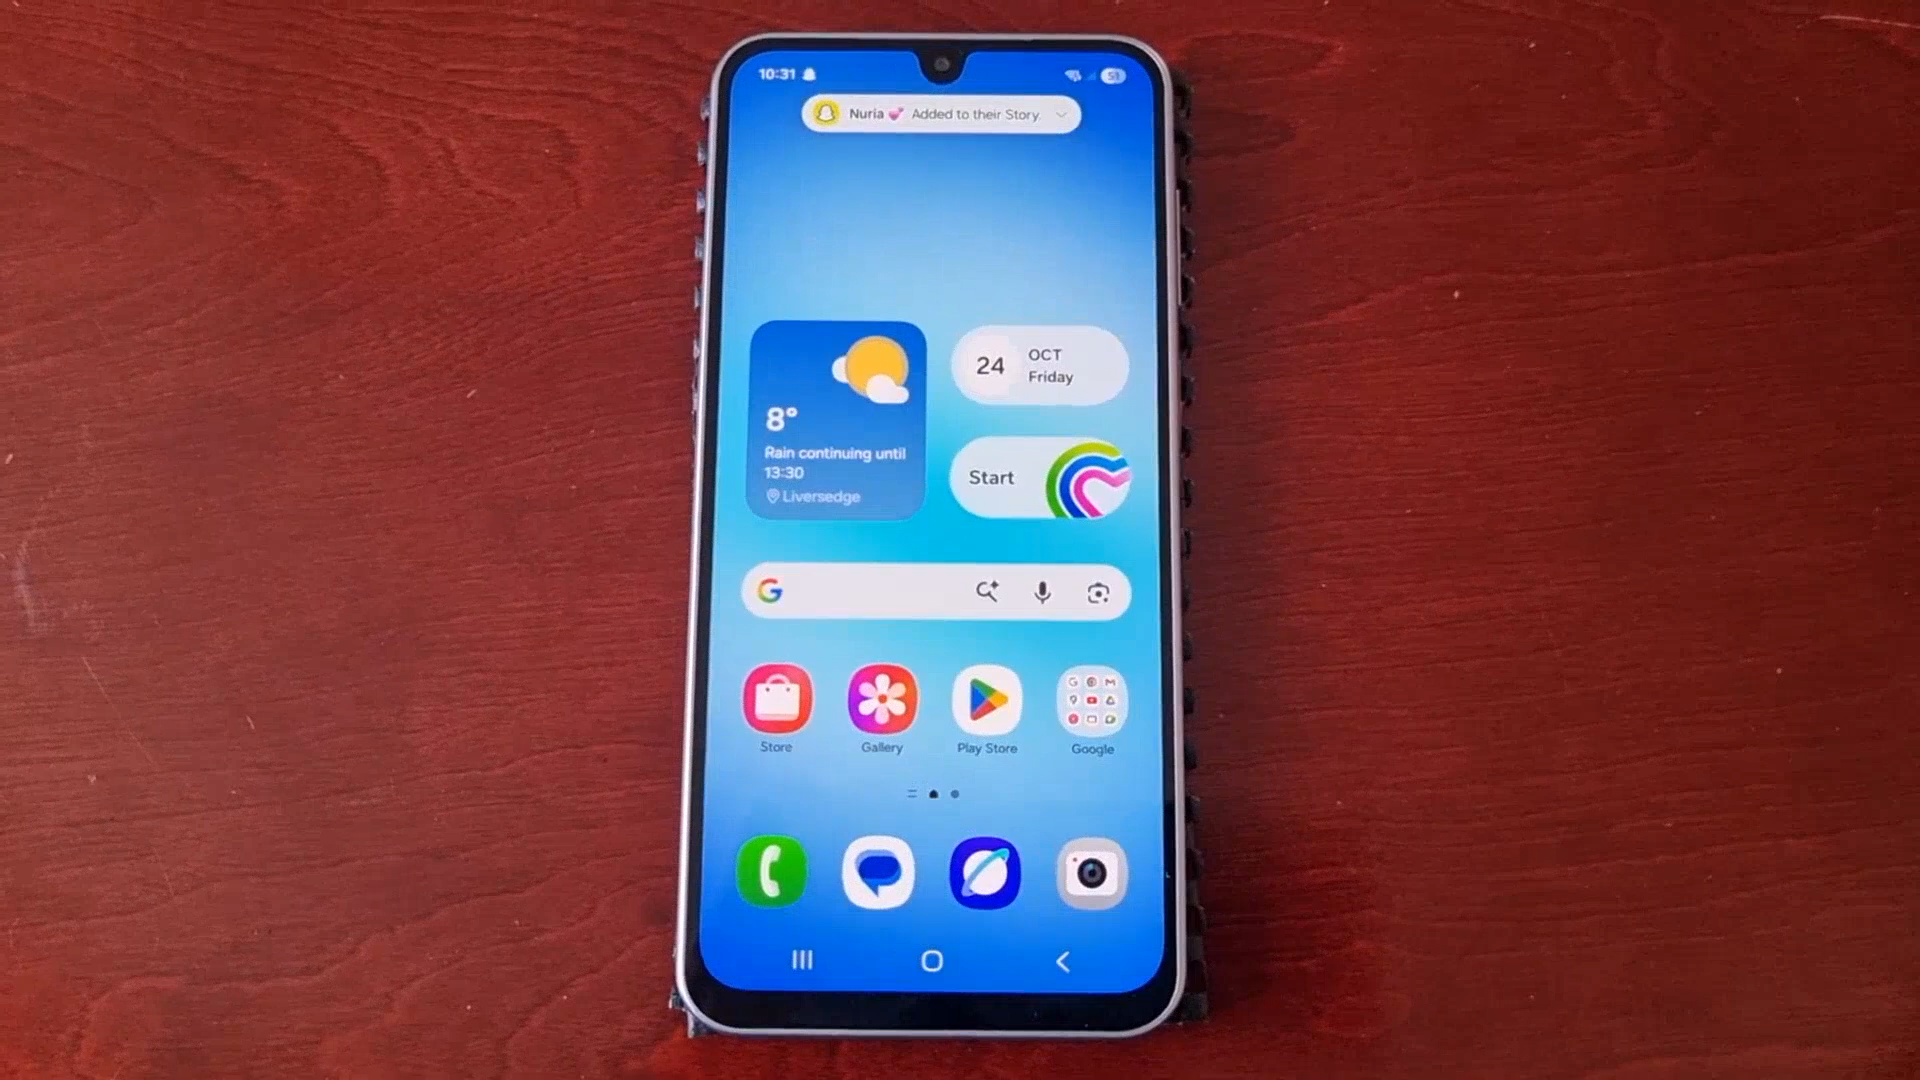 10:31
51
Nuria 💕 Added to their Story.
8°
Rain continuing until
13:30
Liversedge
24
OCT
Friday
Start
G
Store
Gallery
Play Store
Google